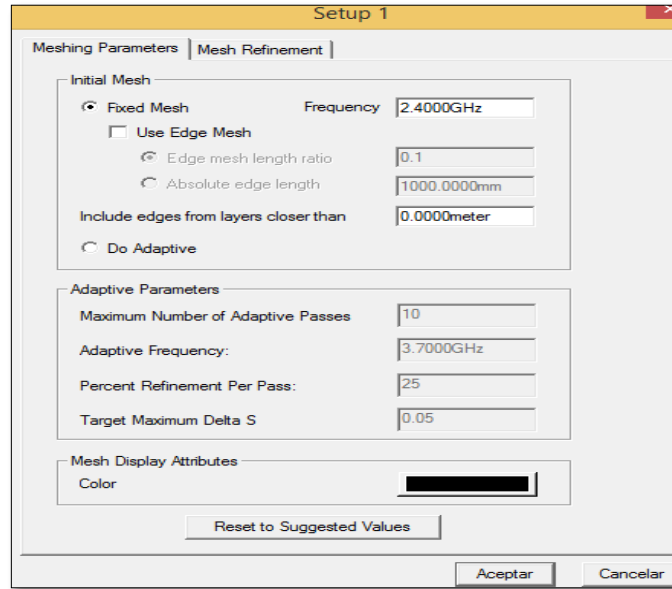 Setup 1
Meshing Parameters
Mesh Refinement
Initial Mesh
Fixed Mesh Frequency 2.4000GHz
Use Edge Mesh
Edge mesh length ratio 0.1
Absolute edge length 1000.0000mm
Include edges from layers closer than 0.0000meter
Do Adaptive
Adaptive Parameters
Maximum Number of Adaptive Passes 10
Adaptive Frequency: 3.7000GHz
Percent Refinement Per Pass: 25
Target Maximum Delta S 0.05
Mesh Display Attributes
Color
Reset to Suggested Values
Aceptar Cancelar